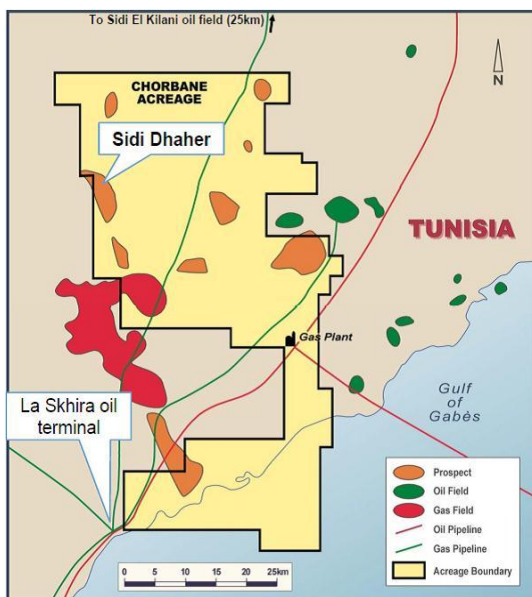 To Sidi El Kilani oil field (25km)
CHORBANE
ACREAGE
N
Sidi Dhaher
TUNISIA
Gas Plant
Gulf
of
Gabés
La Skhira oil
terminal
Prospect
Oil Field
Gas Field
Oil Pipeline
Gas Pipeline
Acreage Boundary
0 5 10 15 20 25km